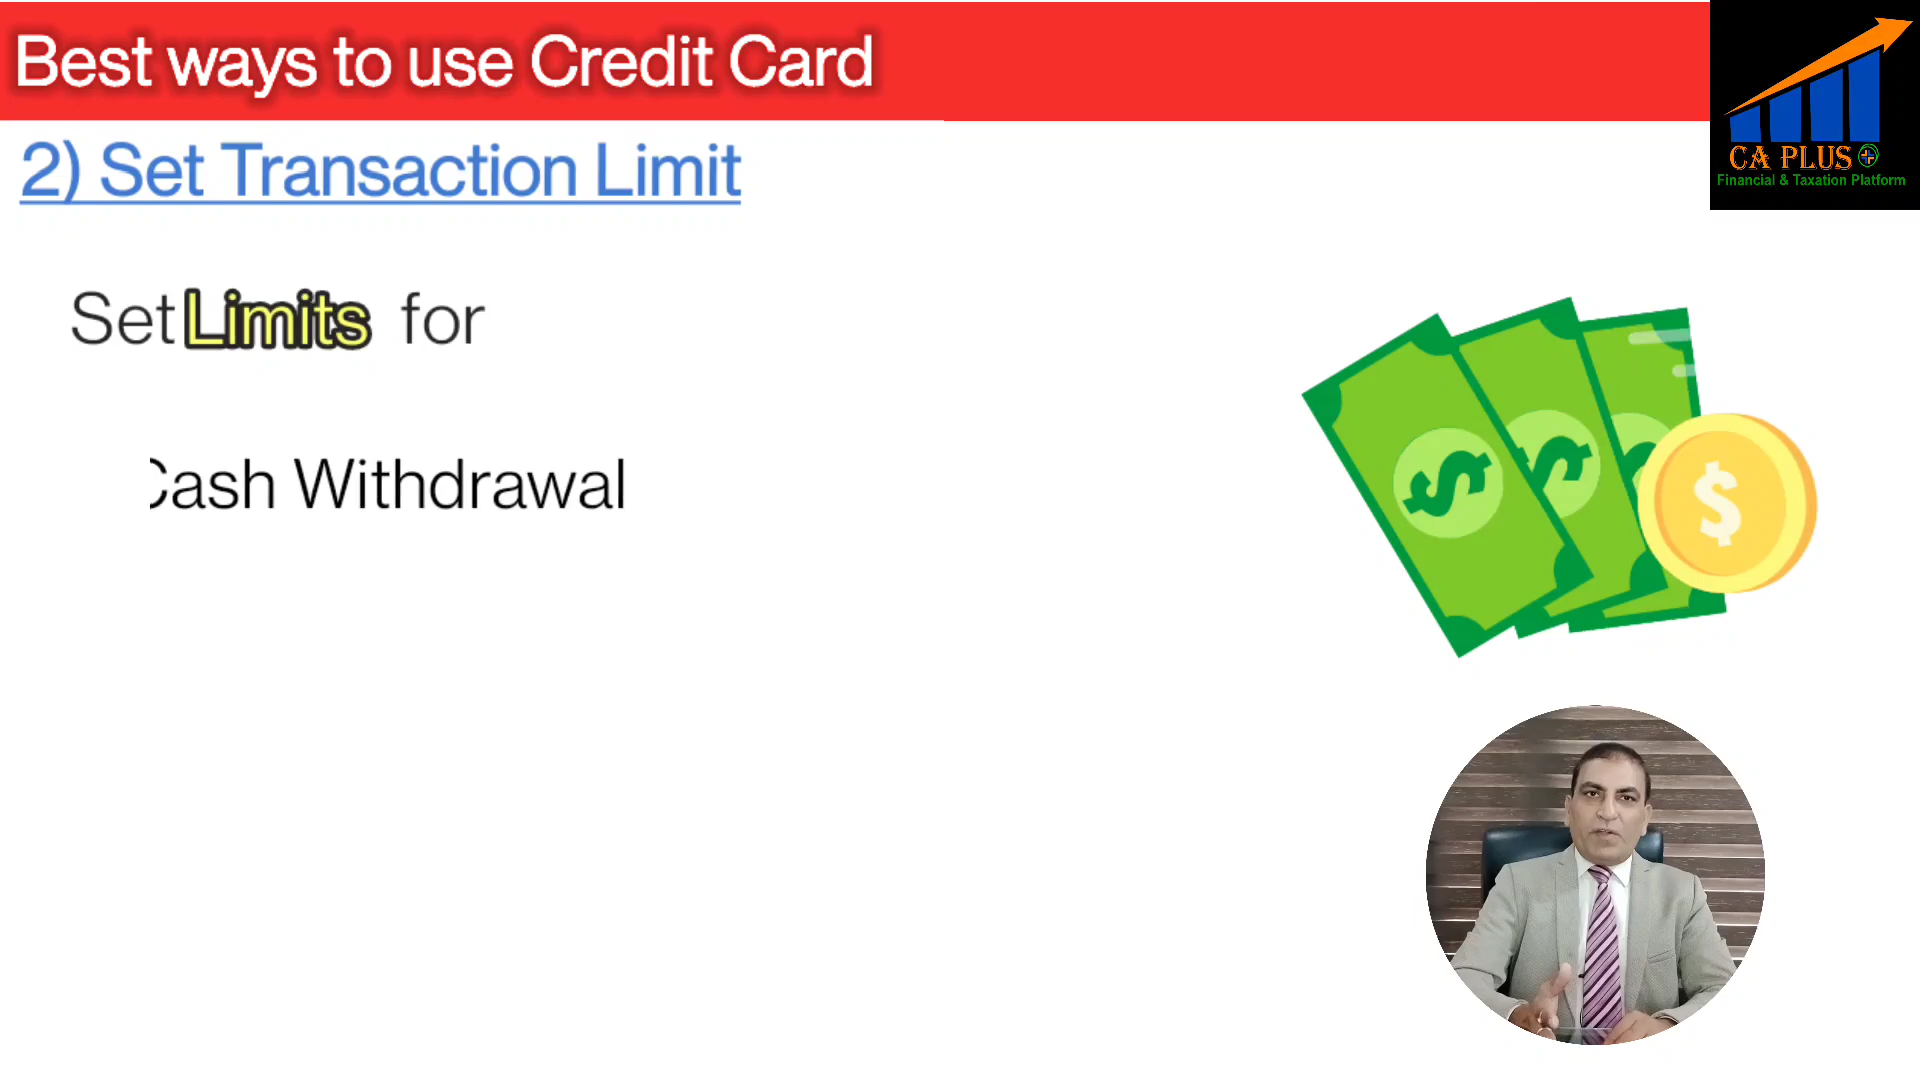 Best ways to use Credit Card
2) Set Transaction Limit
Set Limits for
Cash Withdrawal
CA PLUS
Financial & Taxation Platform
$ $ $